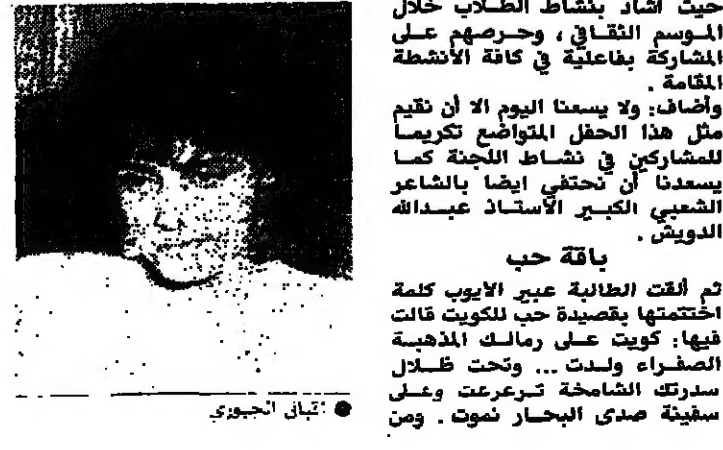 حيث أشاد بنشاط الطلاب خلال
الموسم الثقافي ، وحرصهم على
المشاركة بفاعلية في كافة الأنشطة
المقامة .
وأضاف: ولا يسعنا اليوم الا أن نقيم
مثل هذا الحفل المتواضع تكريما
للمشاركين في نشاط اللجنة كما
يسعدنا أن نحتفي ايضا بالشاعر
الشعبي الكبير الأستاذ عبدالله
الدويش .
باقة حب
ثم ألقت الطالبة عبير الايوب كلمة
اختتمتها بقصيدة حب للكويت قالت
فيها: كويت على رمالك المذهبة
الصفراء ولدت ... وتحت ظلال
سدرتك الشامخة ترعرعت وعلى
سفينة صدى البحار نموت . ومن
الجبوري